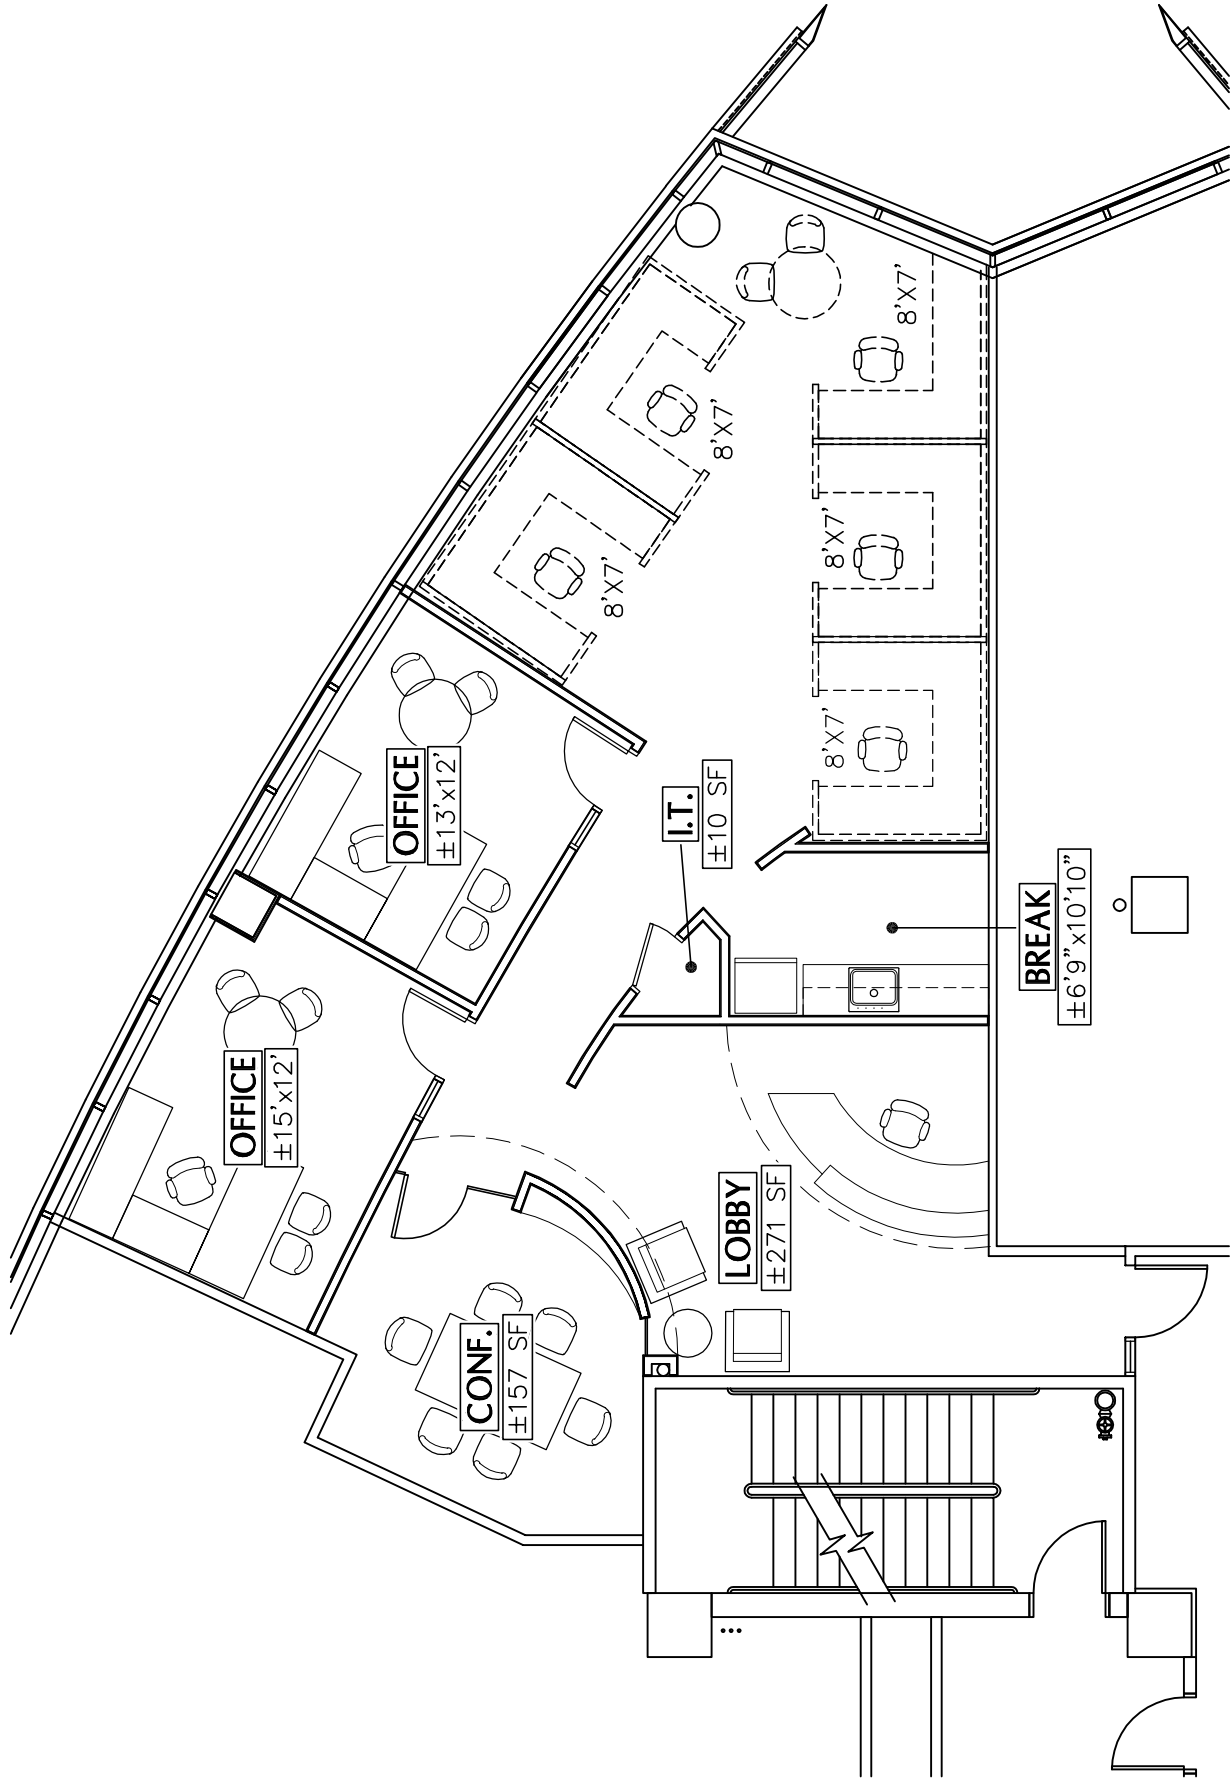 OFFICE
±15'x12'
OFFICE
±13'x12'
CONF.
±157 SF
LOBBY
±271 SF
I.T.
±10 SF
BREAK
±6'9"x10'10"
8'X7'
8'X7'
8'X7'
8'X7'
8'X7'